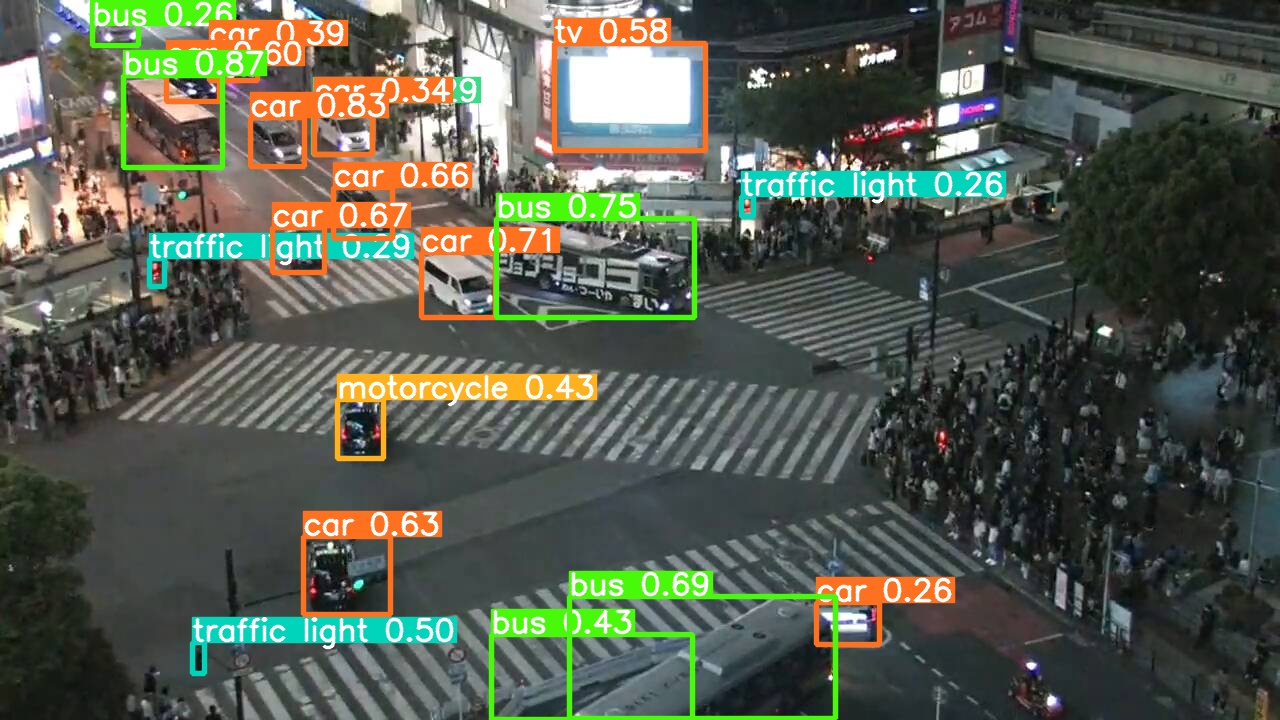 bus 0.26
car 0.39
car 0.60
bus 0.87
tv 0.58
car 0.34
car 0.83
アコム
car 0.66
traffic light 0.26
car 0.67
bus 0.75
traffic light 0.29
car 0.71
motorcycle 0.43
car 0.63
bus 0.69
car 0.26
traffic light 0.50
bus 0.43